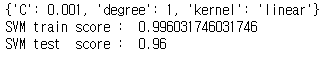 {'C': 0.001, 'degree': 1, 'kernel': 'linear'}
SVM train score :  0.996031746031746
SVM test  score :  0.96